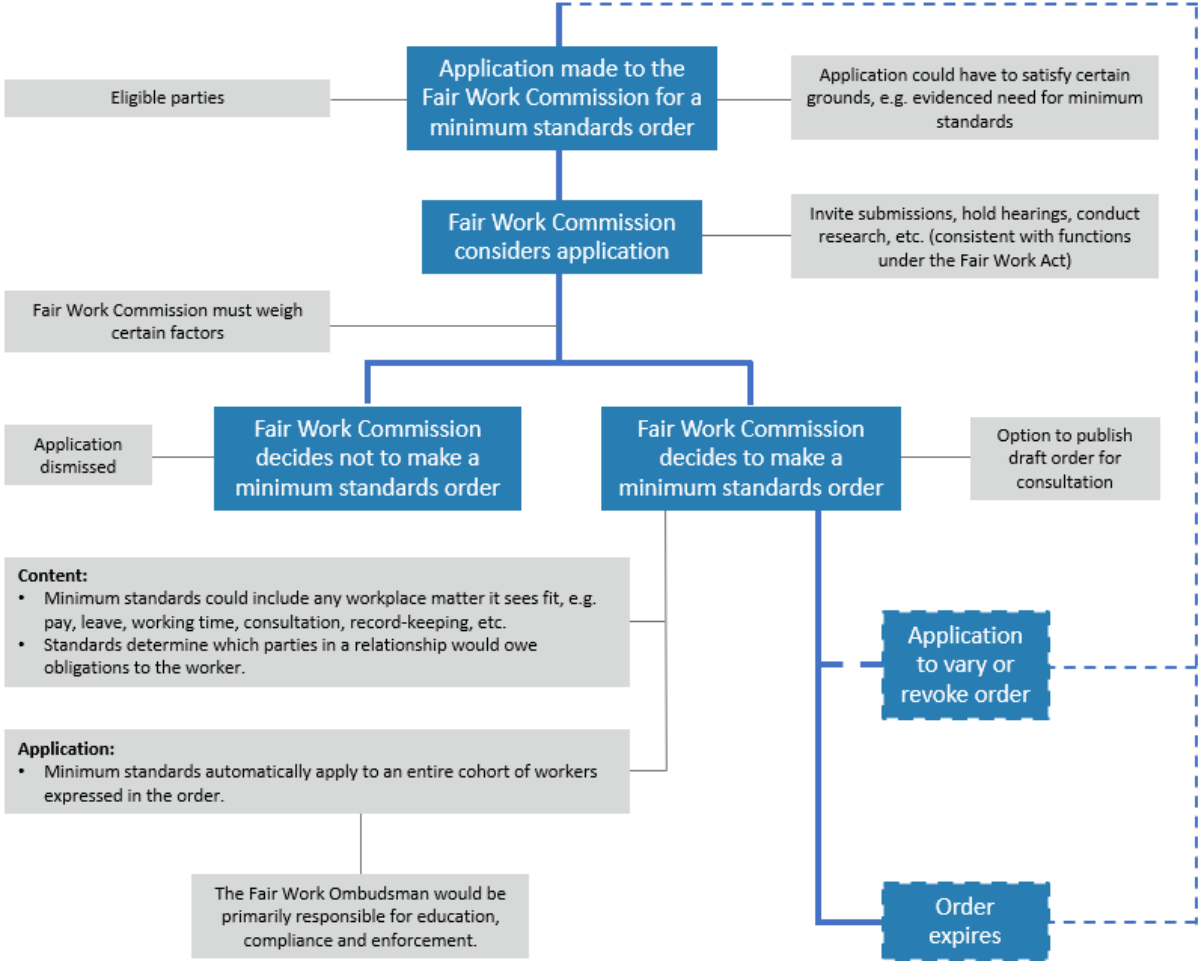 Application made to the
Fair Work Commission for a
minimum standards order
Eligible parties
Application could have to satisfy certain
grounds, e.g. evidenced need for minimum
standards
Fair Work Commission
considers application
Invite submissions, hold hearings, conduct
research, etc. (consistent with functions
under the Fair Work Act)
Fair Work Commission must weigh
certain factors
Application
dismissed
Fair Work Commission
decides not to make a
minimum standards order
Fair Work Commission
decides to make a
minimum standards order
Option to publish
draft order for
consultation
Content:
• Minimum standards could include any workplace matter it sees fit, e.g.
pay, leave, working time, consultation, record-keeping, etc.
• Standards determine which parties in a relationship would owe
obligations to the worker.
Application
to vary or
revoke order
Application:
• Minimum standards automatically apply to an entire cohort of workers
expressed in the order.
The Fair Work Ombudsman would be
primarily responsible for education,
compliance and enforcement.
Order
expires